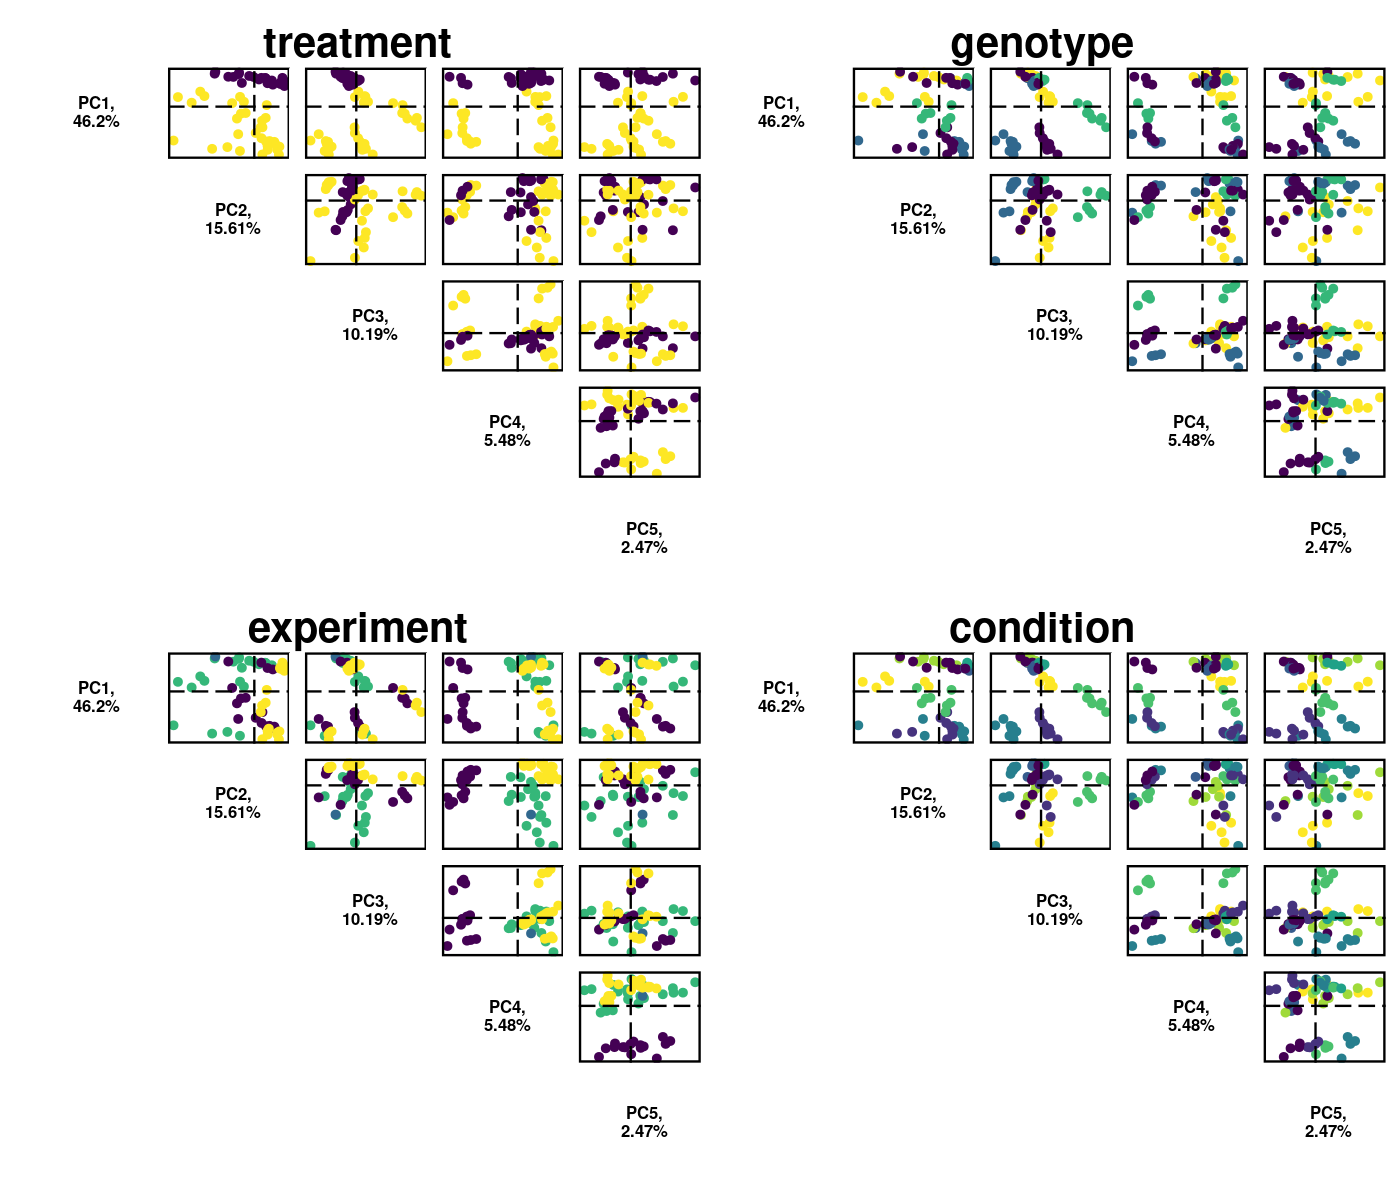 treatment
PC1,
46.2%
PC2,
15.61%
PC3,
10.19%
PC4,
5.48%
PC5,
2.47%
genotype
PC1,
46.2%
PC2,
15.61%
PC3,
10.19%
PC4,
5.48%
PC5,
2.47%
experiment
PC1,
46.2%
PC2,
15.61%
PC3,
10.19%
PC4,
5.48%
PC5,
2.47%
condition
PC1,
46.2%
PC2,
15.61%
PC3,
10.19%
PC4,
5.48%
PC5,
2.47%